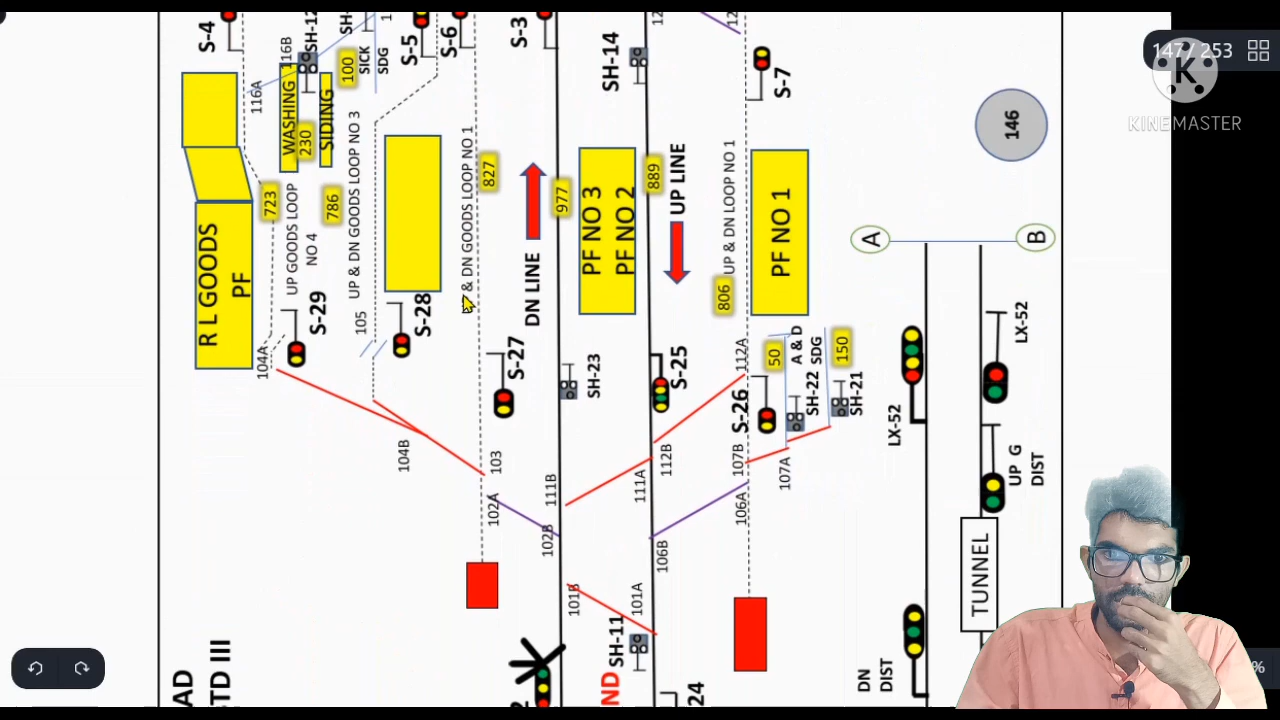 S-4
116A
116B
SH-12
SH-
WASHING
230
SIDING
100
SICK
SDG
1
S-5
S-6
S-3
SH-14
12
12
S-7
147 / 253
K
KINEMASTER
146
R L GOODS
PF
723
UP GOODS LOOP
NO 4
786
UP & DN GOODS LOOP NO 3
& DN GOODS LOOP NO 1
827
DN LINE
977
PF NO 3
PF NO 2
889
UP LINE
806
UP & DN LOOP NO 1
PF NO 1
A
B
104A
S-29
105
S-28
S-27
SH-23
S-25
112A
S-26
50
A & D
SDG
150
SH-22
SH-21
LX-52
LX-52
104B
103
102A
102B
111B
111A
112B
107B
107A
106A
106B
101B
101A
SH-11
UP G
DIST
TUNNEL
DN
DIST
AD
TD III
2
ND
24
%